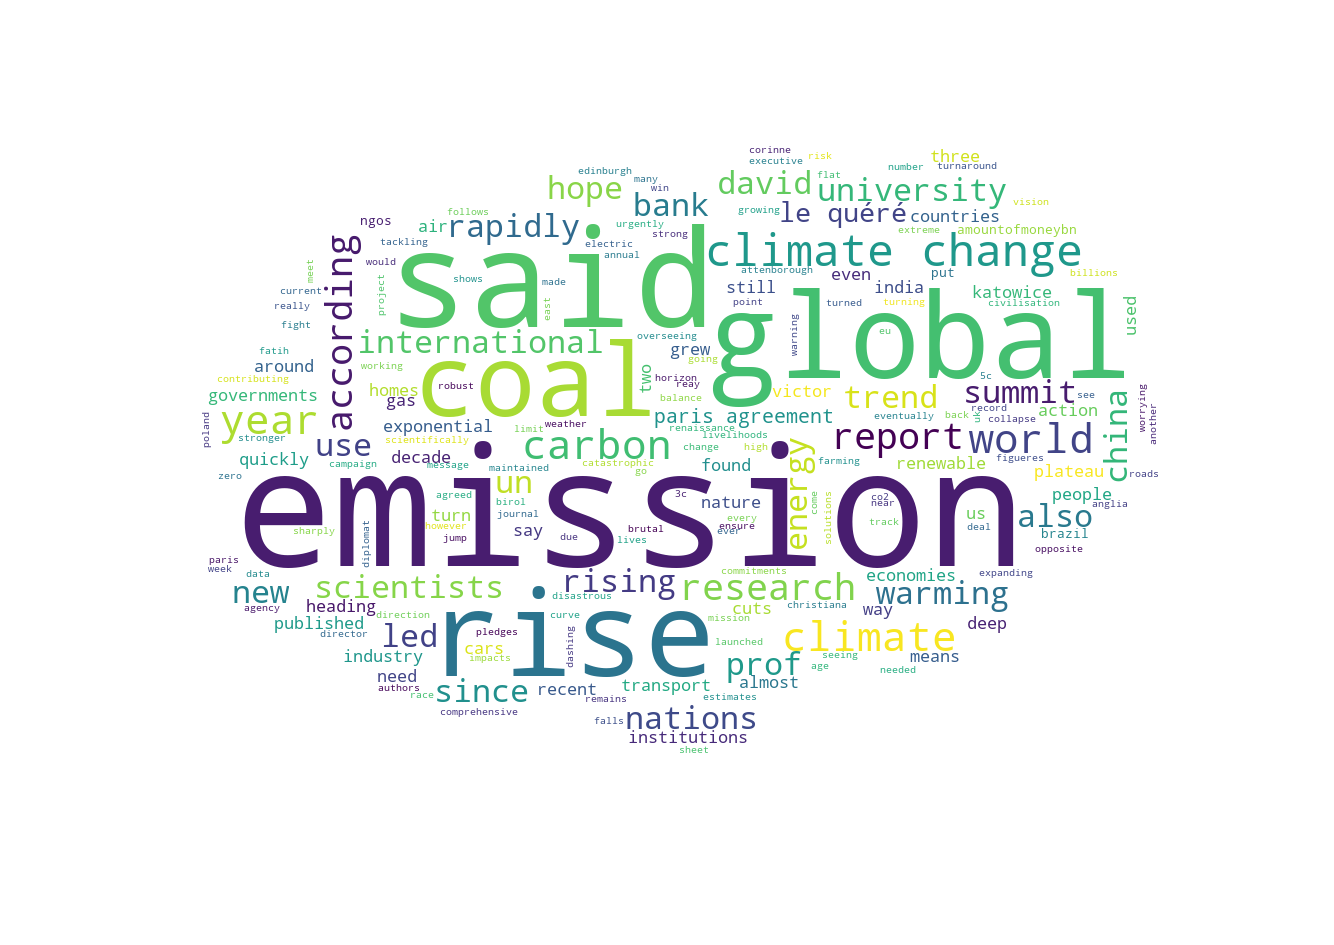 corinne
executive
risk
three
number
turnaround
edinburgh
many
win
hope
bank
david
flat
university
vision
ngos
follows
air
rapidly
urgently
strong
growing
le quéré
countries
extreme
amountofmoneybn
tackling
would
electric
annual
said
climate change
attenborough
even
put
billions
meet
current
really
fight
according
project
shows
made
east
still
point
india
turned
turning
katowice
civilisation
used
warning
global
eu
international
overseeing
grew
going
fatih
around
contributing
working
coal
robust
two
horizon
reay
balance
victor
trend
5c
summit
see
worrying
another
governments
homes
gas
paris agreement
eventually
back
uk
record
collapse
action
china
poland
year
stronger
use
exponential
scientifically
limit
weather
carbon
renaissance
livelihoods
change
high
report
world
figueres
quickly
campaign
decade
message
maintained
catastrophic
go
found
energy
farming
renewable
plateau
roads
zero
emission
agreed
birol
journal
un
3c
nature
every
come
solutions
co2
near
people
anglia
sharply
diplomat
turn
however
jump
say
due
brutal
lives
ensure
ever
track
us
deal
also
brazil
opposite
paris
week
data
agency
new
scientists
rising
disastrous
research
commitments
economies
expanding
warming
heading
direction
rise
curve
cuts
mission
christiana
way
deep
published
director
led
pledges
dashing
launched
climate
industry
cars
impacts
prof
seeing
age
means
needed
need
authors
race
since
recent
remains
transport
estimates
almost
comprehensive
falls
nations
institutions
sheet